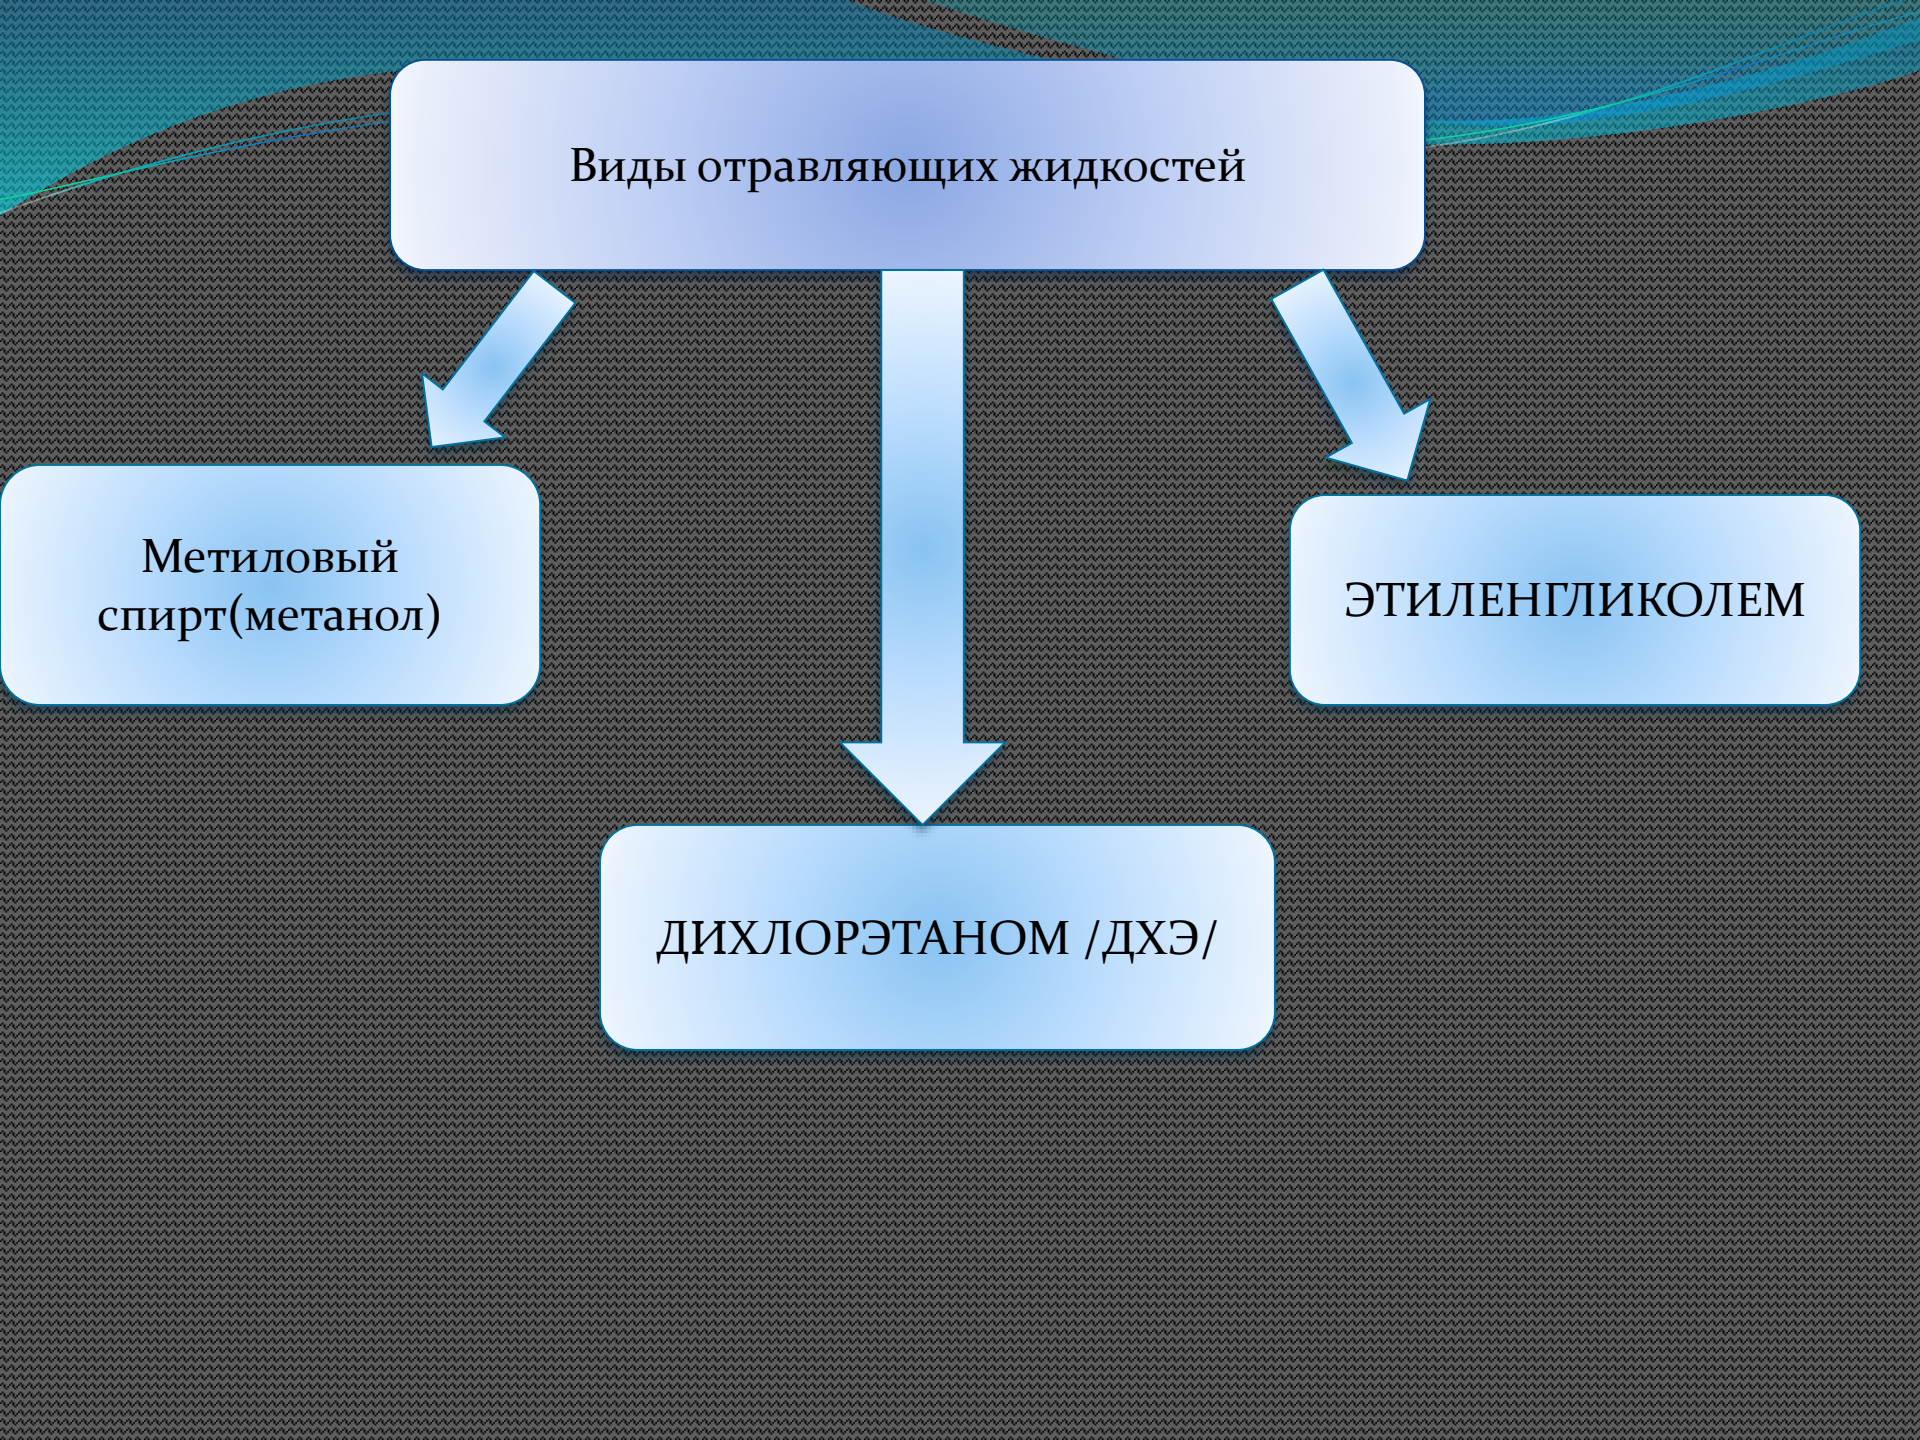 Виды отравляющих жидкостей
Метиловый
спирт(метанол)
ЭТИЛЕНГЛИКОЛЕМ
ДИХЛОРЭТАНОМ /ДХЭ/